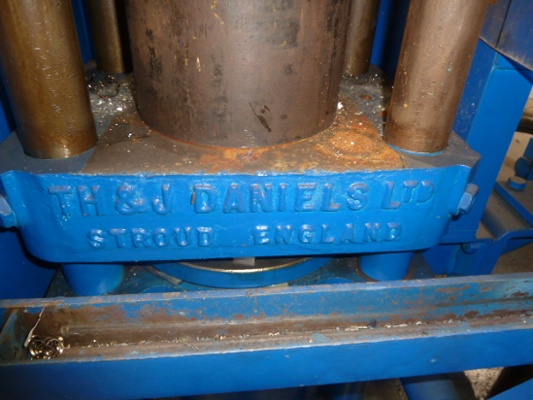 TH & J DANIELS LTD
STROUD ENGLAND